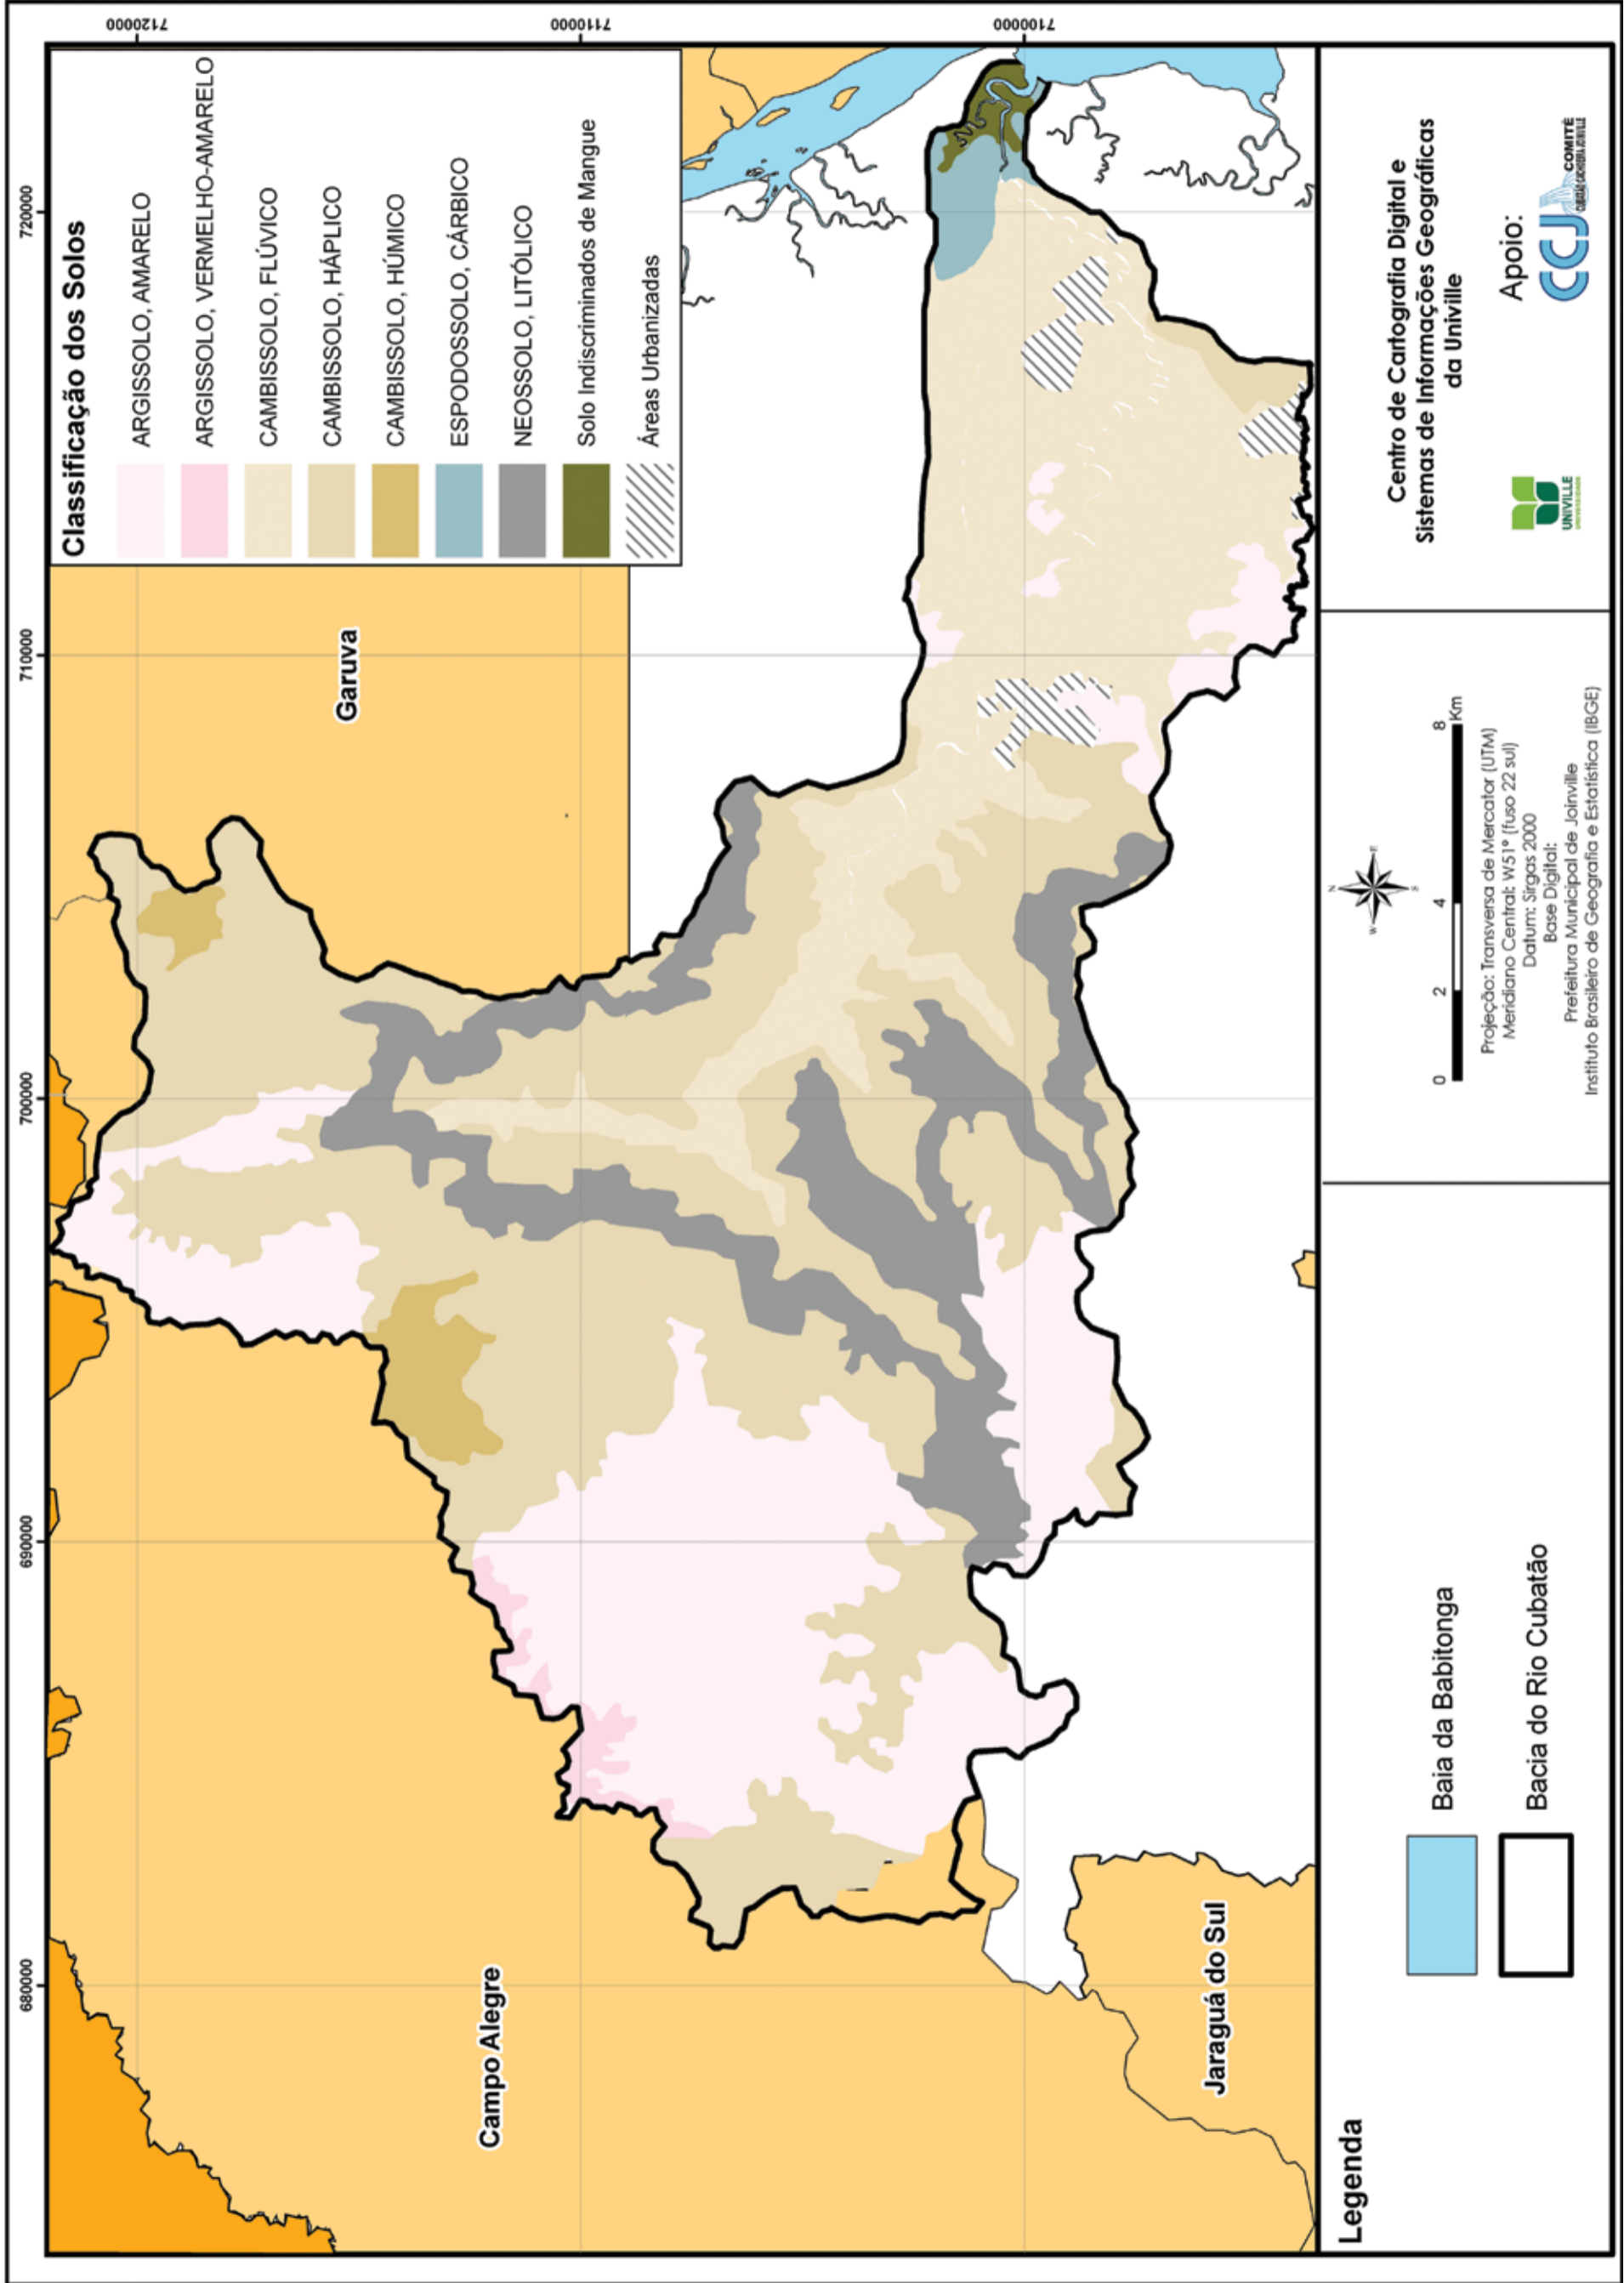 680000
690000
700000
710000
720000
7120000
7110000
7100000
Classificação dos Solos
ARGISSOLO, AMARELO
ARGISSOLO, VERMELHO-AMARELO
CAMBISSOLO, FLÚVICO
CAMBISSOLO, HÁPLICO
CAMBISSOLO, HÚMICO
ESPODOSSOLO, CÁRBICO
NEOSSOLO, LITÓLICO
Solo Indiscriminados de Mangue
Áreas Urbanizadas
Garuva
Campo Alegre
Jaraguá do Sul
Legenda
Baia da Babitonga
Bacia do Rio Cubatão
N
W
E
S
0 2 4 8
Km
Projeção: Transversa de Mercator (UTM)
Meridiano Central: W51° (fuso 22 sul)
Datum: Sirgas 2000
Base Digital:
Prefeitura Municipal de Joinville
Instituto Brasileiro de Geografia e Estatística (IBGE)
Centro de Cartografia Digital e
Sistemas de Informações Geográficas
da Univille
Apoio:
UNIVILLE
UNIVERSIDADE
CCJ
COMITÊ